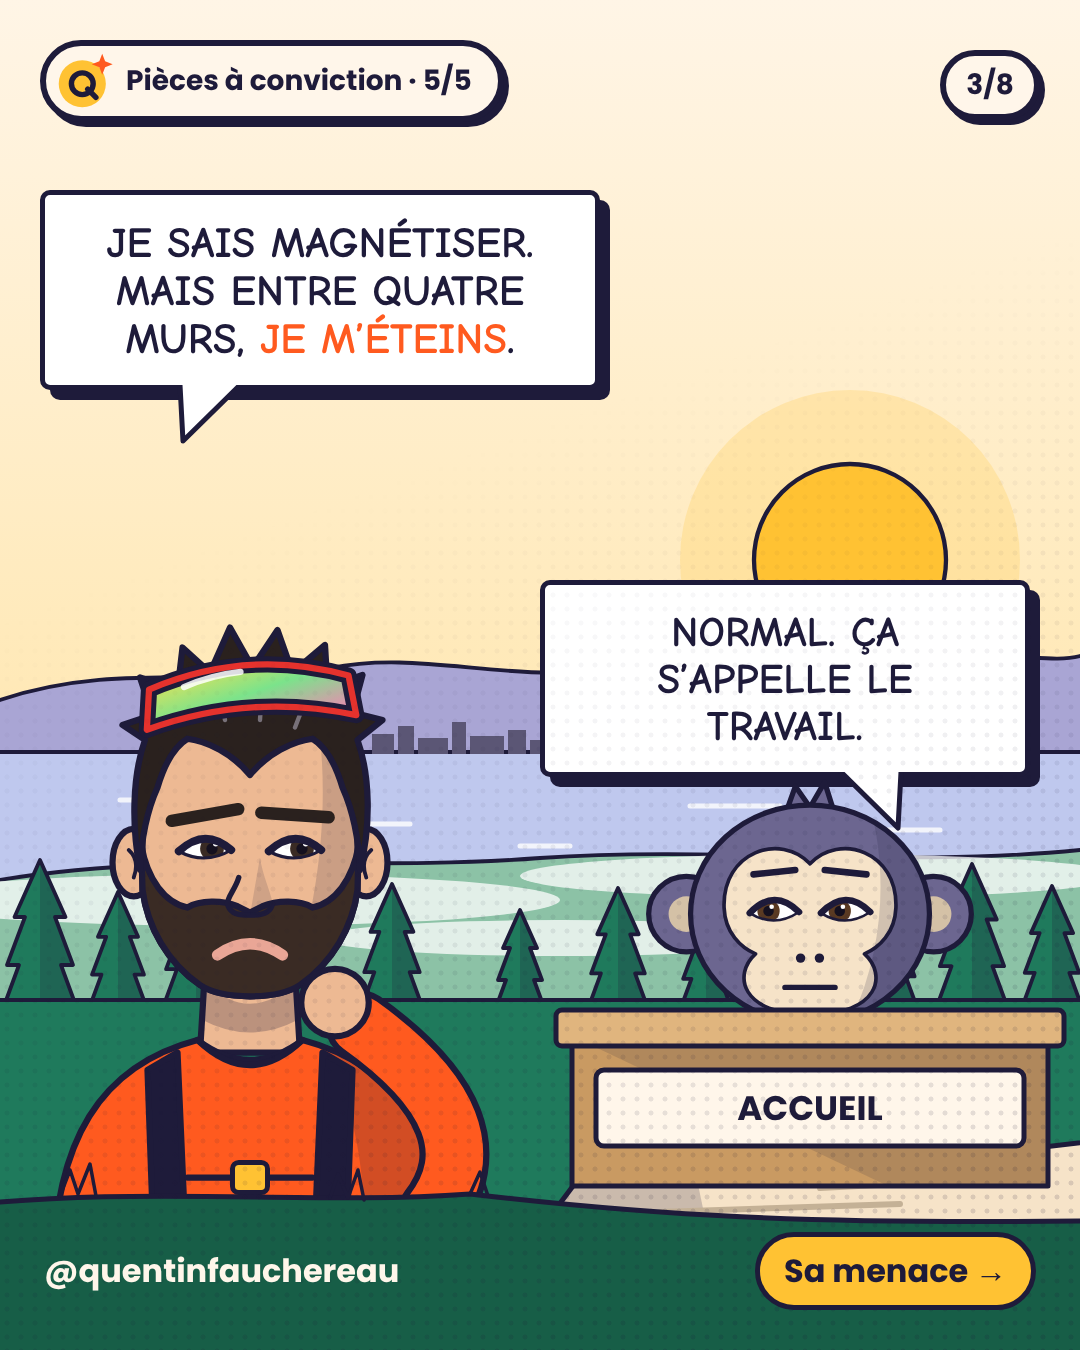 Q
Pièces à conviction · 5/5
3/8
JE SAIS MAGNÉTISER.
MAIS ENTRE QUATRE
MURS, JE M'ÉTEINS.
NORMAL. ÇA
S'APPELLE LE
TRAVAIL.
ACCUEIL
@quentinfauchereau
Sa menace →